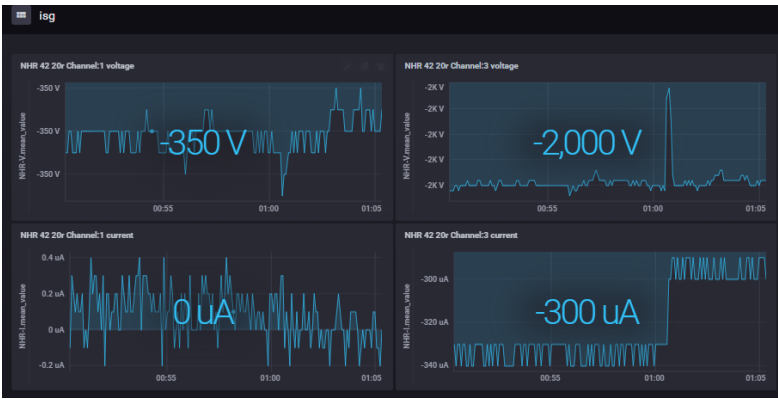 isg
NHR 42 20r Channel:1 voltage
NHR-V.mean_value
-350 V
-350 V
-350 V
-350 V
00:55
01:00
01:05
NHR 42 20r Channel:3 voltage
NHR-V.mean_value
-2K V
-2K V
-2K V
-2K V
-2K V
-2,000 V
00:55
01:00
01:05
NHR 42 20r Channel:1 current
NHR-I.mean_value
0.4 uA
0.2 uA
0 uA
-0.2 uA
0 uA
00:55
01:00
01:05
NHR 42 20r Channel:3 current
NHR-I.mean_value
-300 uA
-320 uA
-340 uA
-300 uA
00:55
01:00
01:05